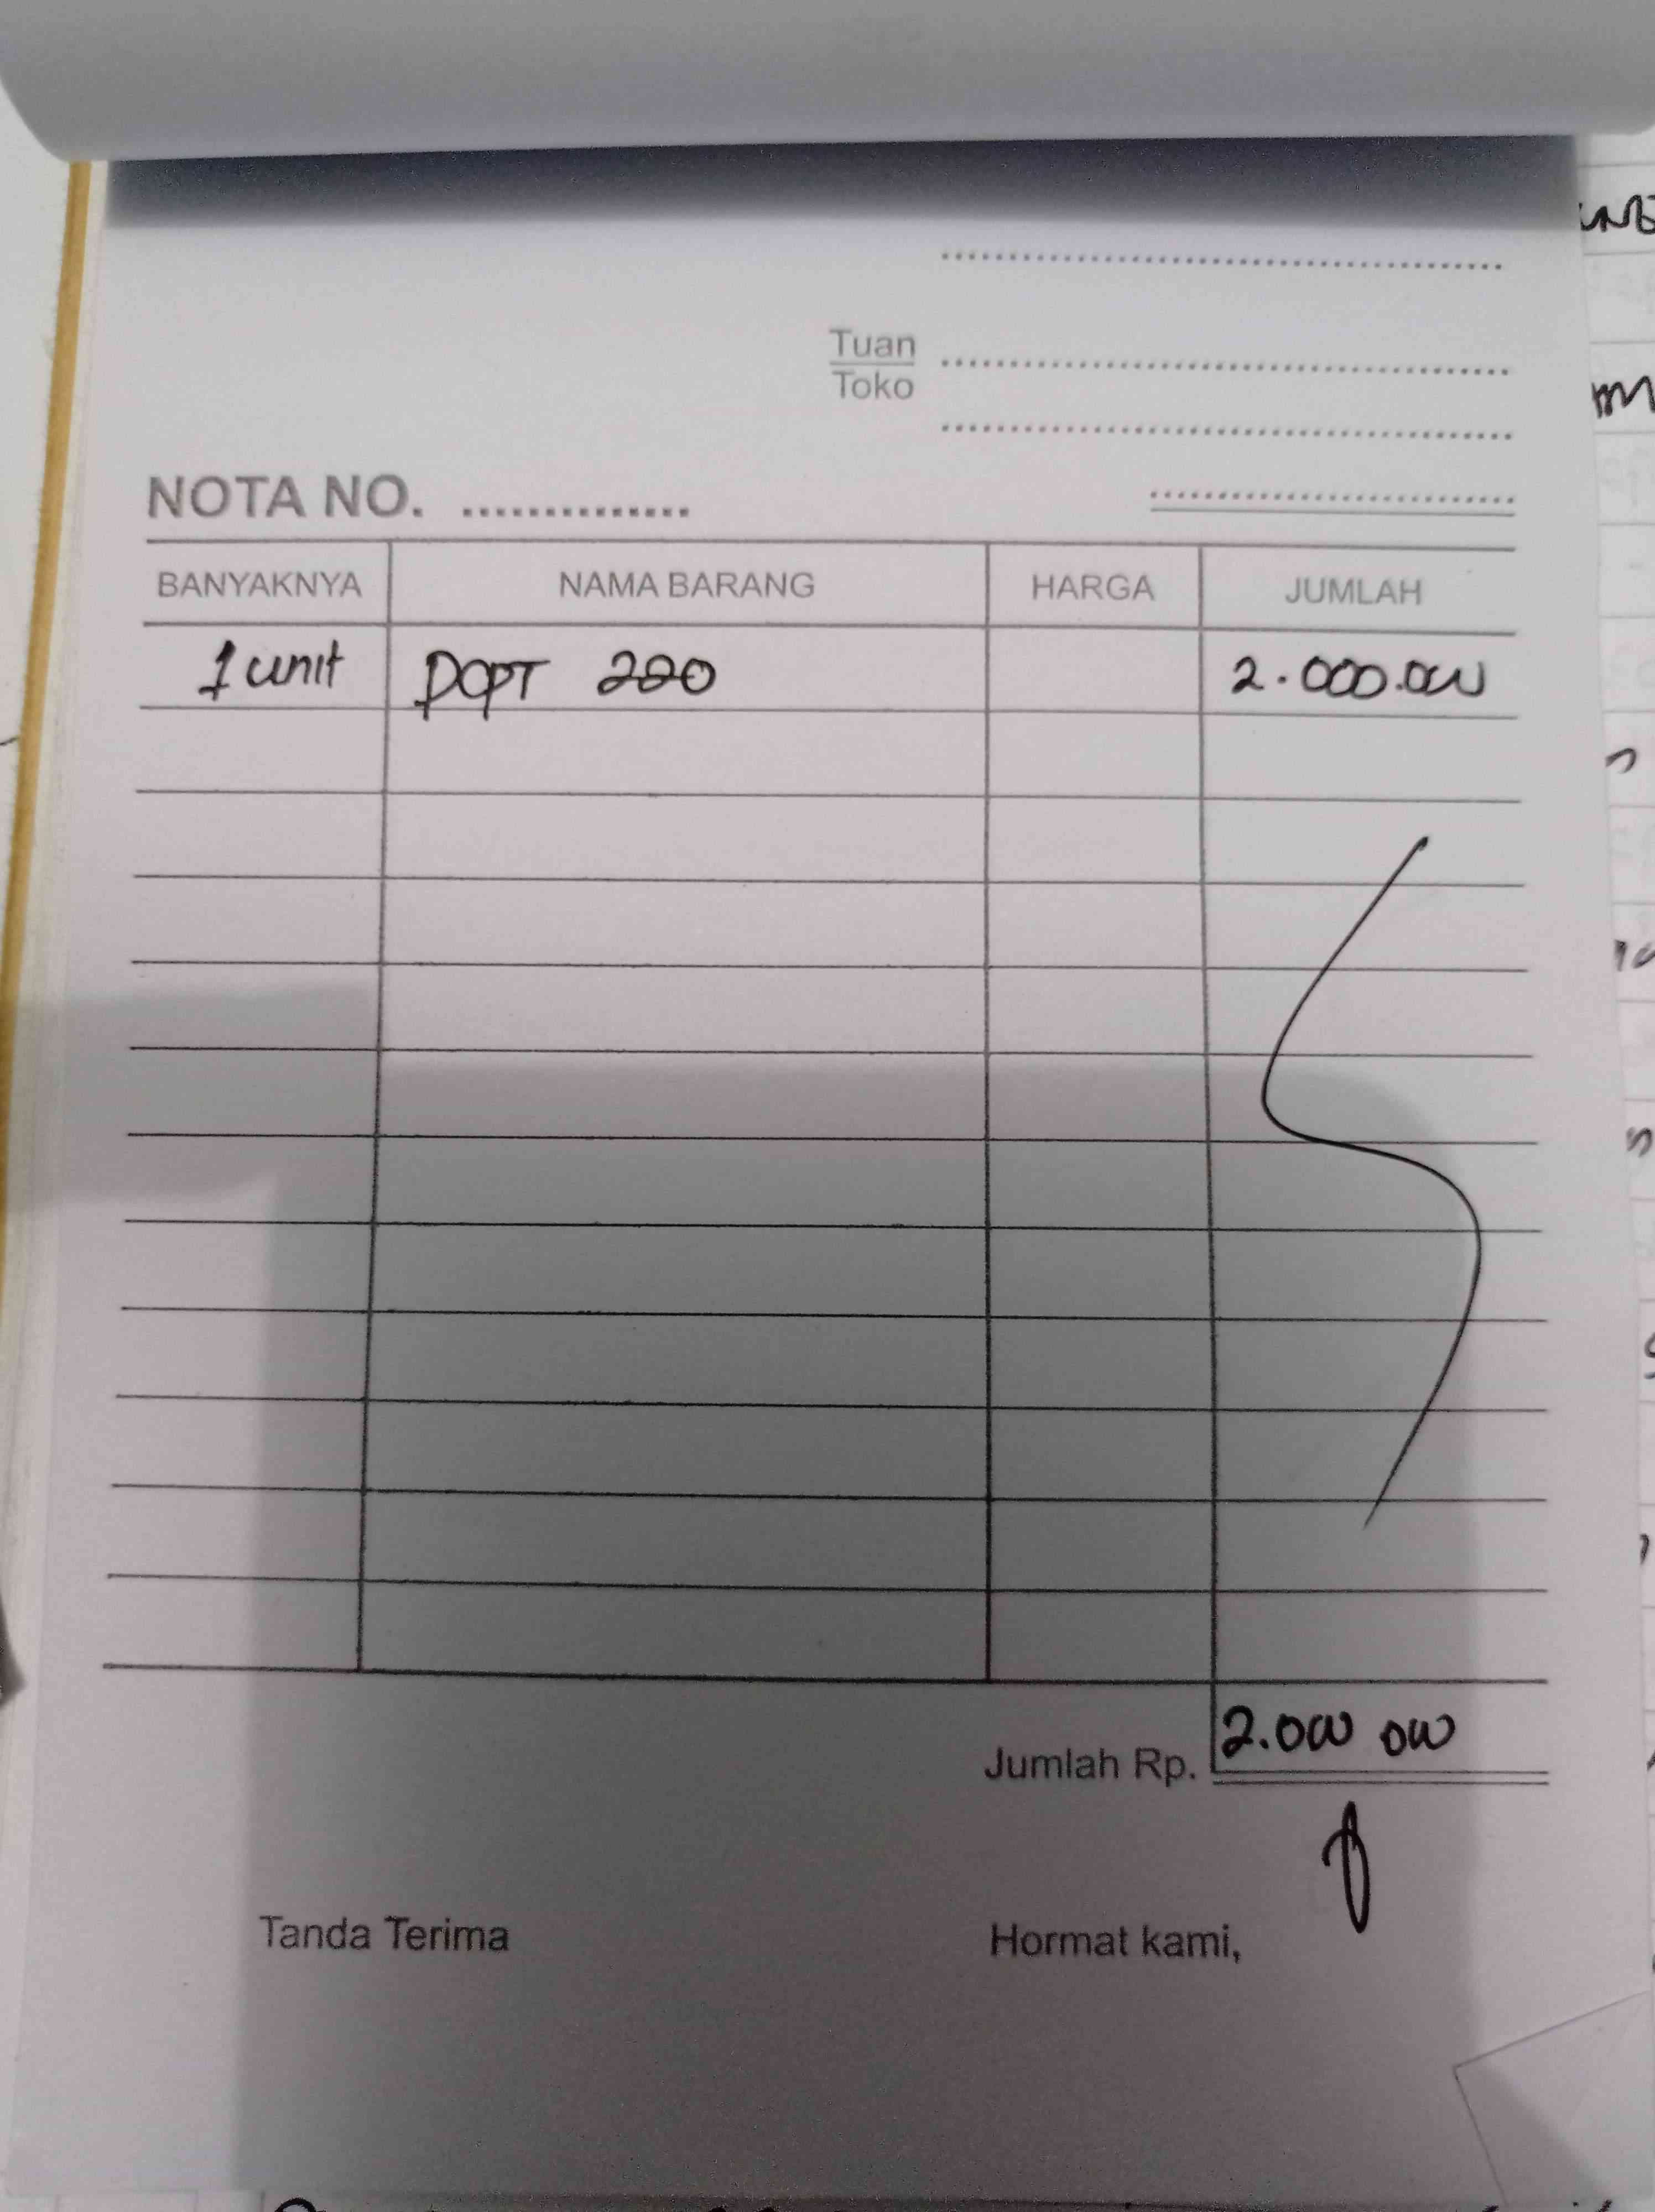 Tuan
Toko
NOTA NO. ..............
BANYAKNYA NAMA BARANG HARGA JUMLAH
1 unit DOPT 220 2.000.000
Jumlah Rp. 2.000 000
Tanda Terima Hormat kami,